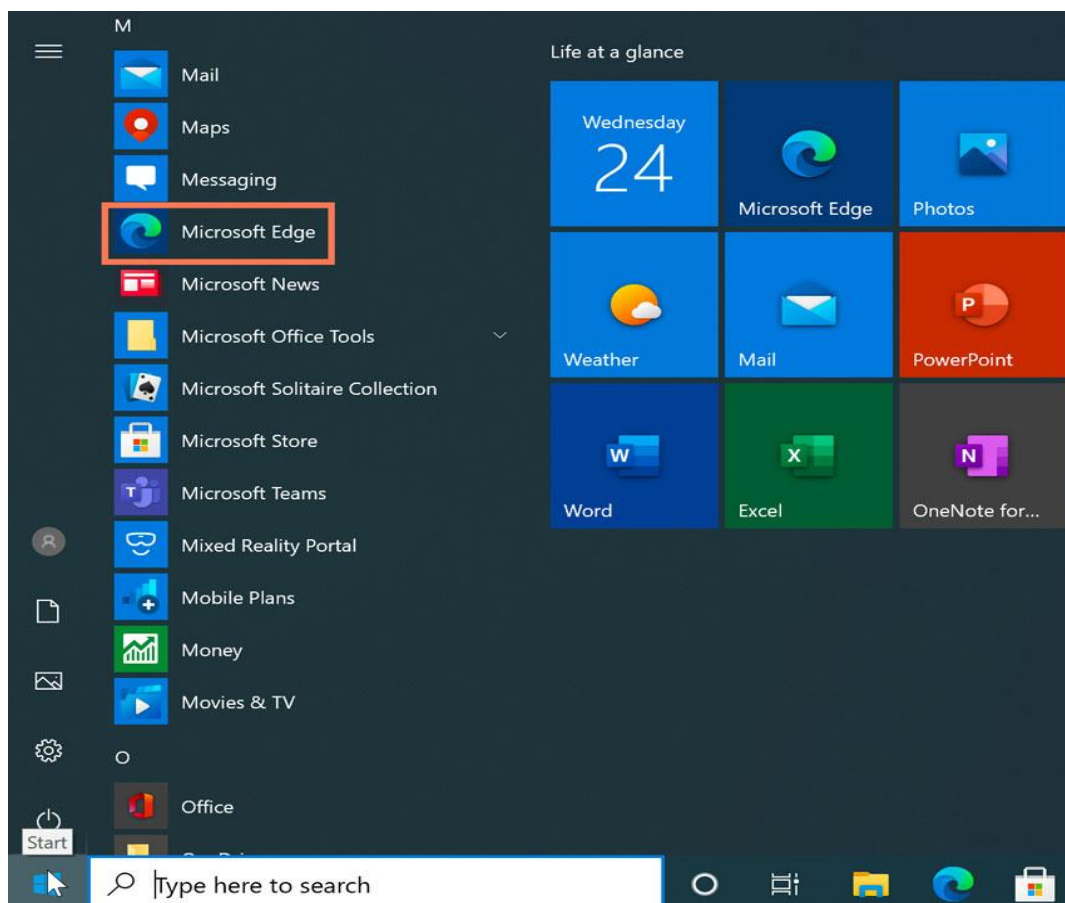 M
Mail
Maps
Messaging
Microsoft Edge
Microsoft News
Microsoft Office Tools
Microsoft Solitaire Collection
Microsoft Store
Microsoft Teams
Mixed Reality Portal
Mobile Plans
Money
Movies & TV
O
Office
Start
Type here to search
Life at a glance
Wednesday
24
Microsoft Edge
Photos
Weather
Mail
P
PowerPoint
W
Word
X
Excel
N
OneNote for...